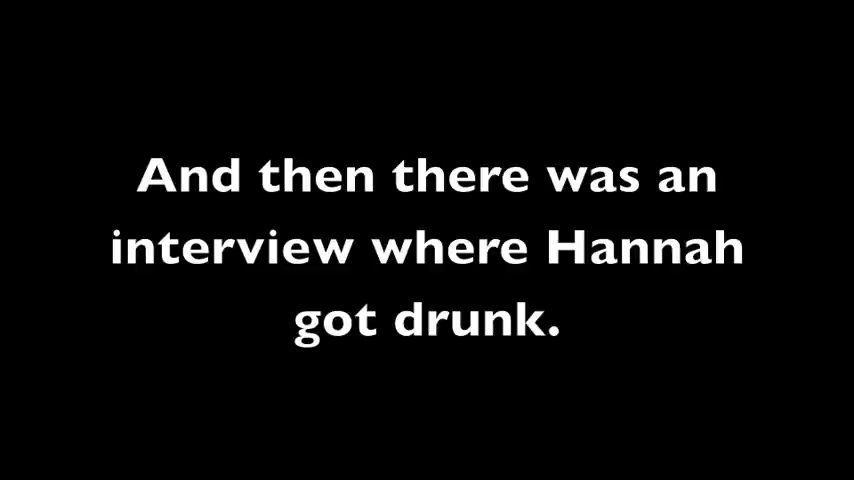 And then there was an
interview where Hannah
got drunk.